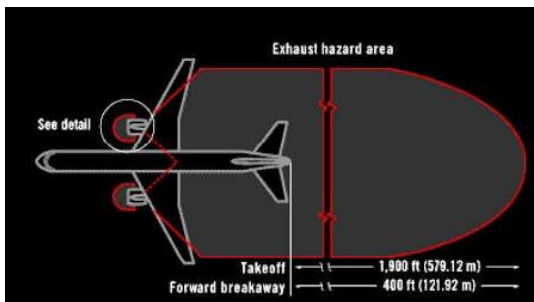 Exhaust hazard area
See detail
Takeoff 1,900 ft (579.12 m)
Forward breakaway 400 ft (121.92 m)